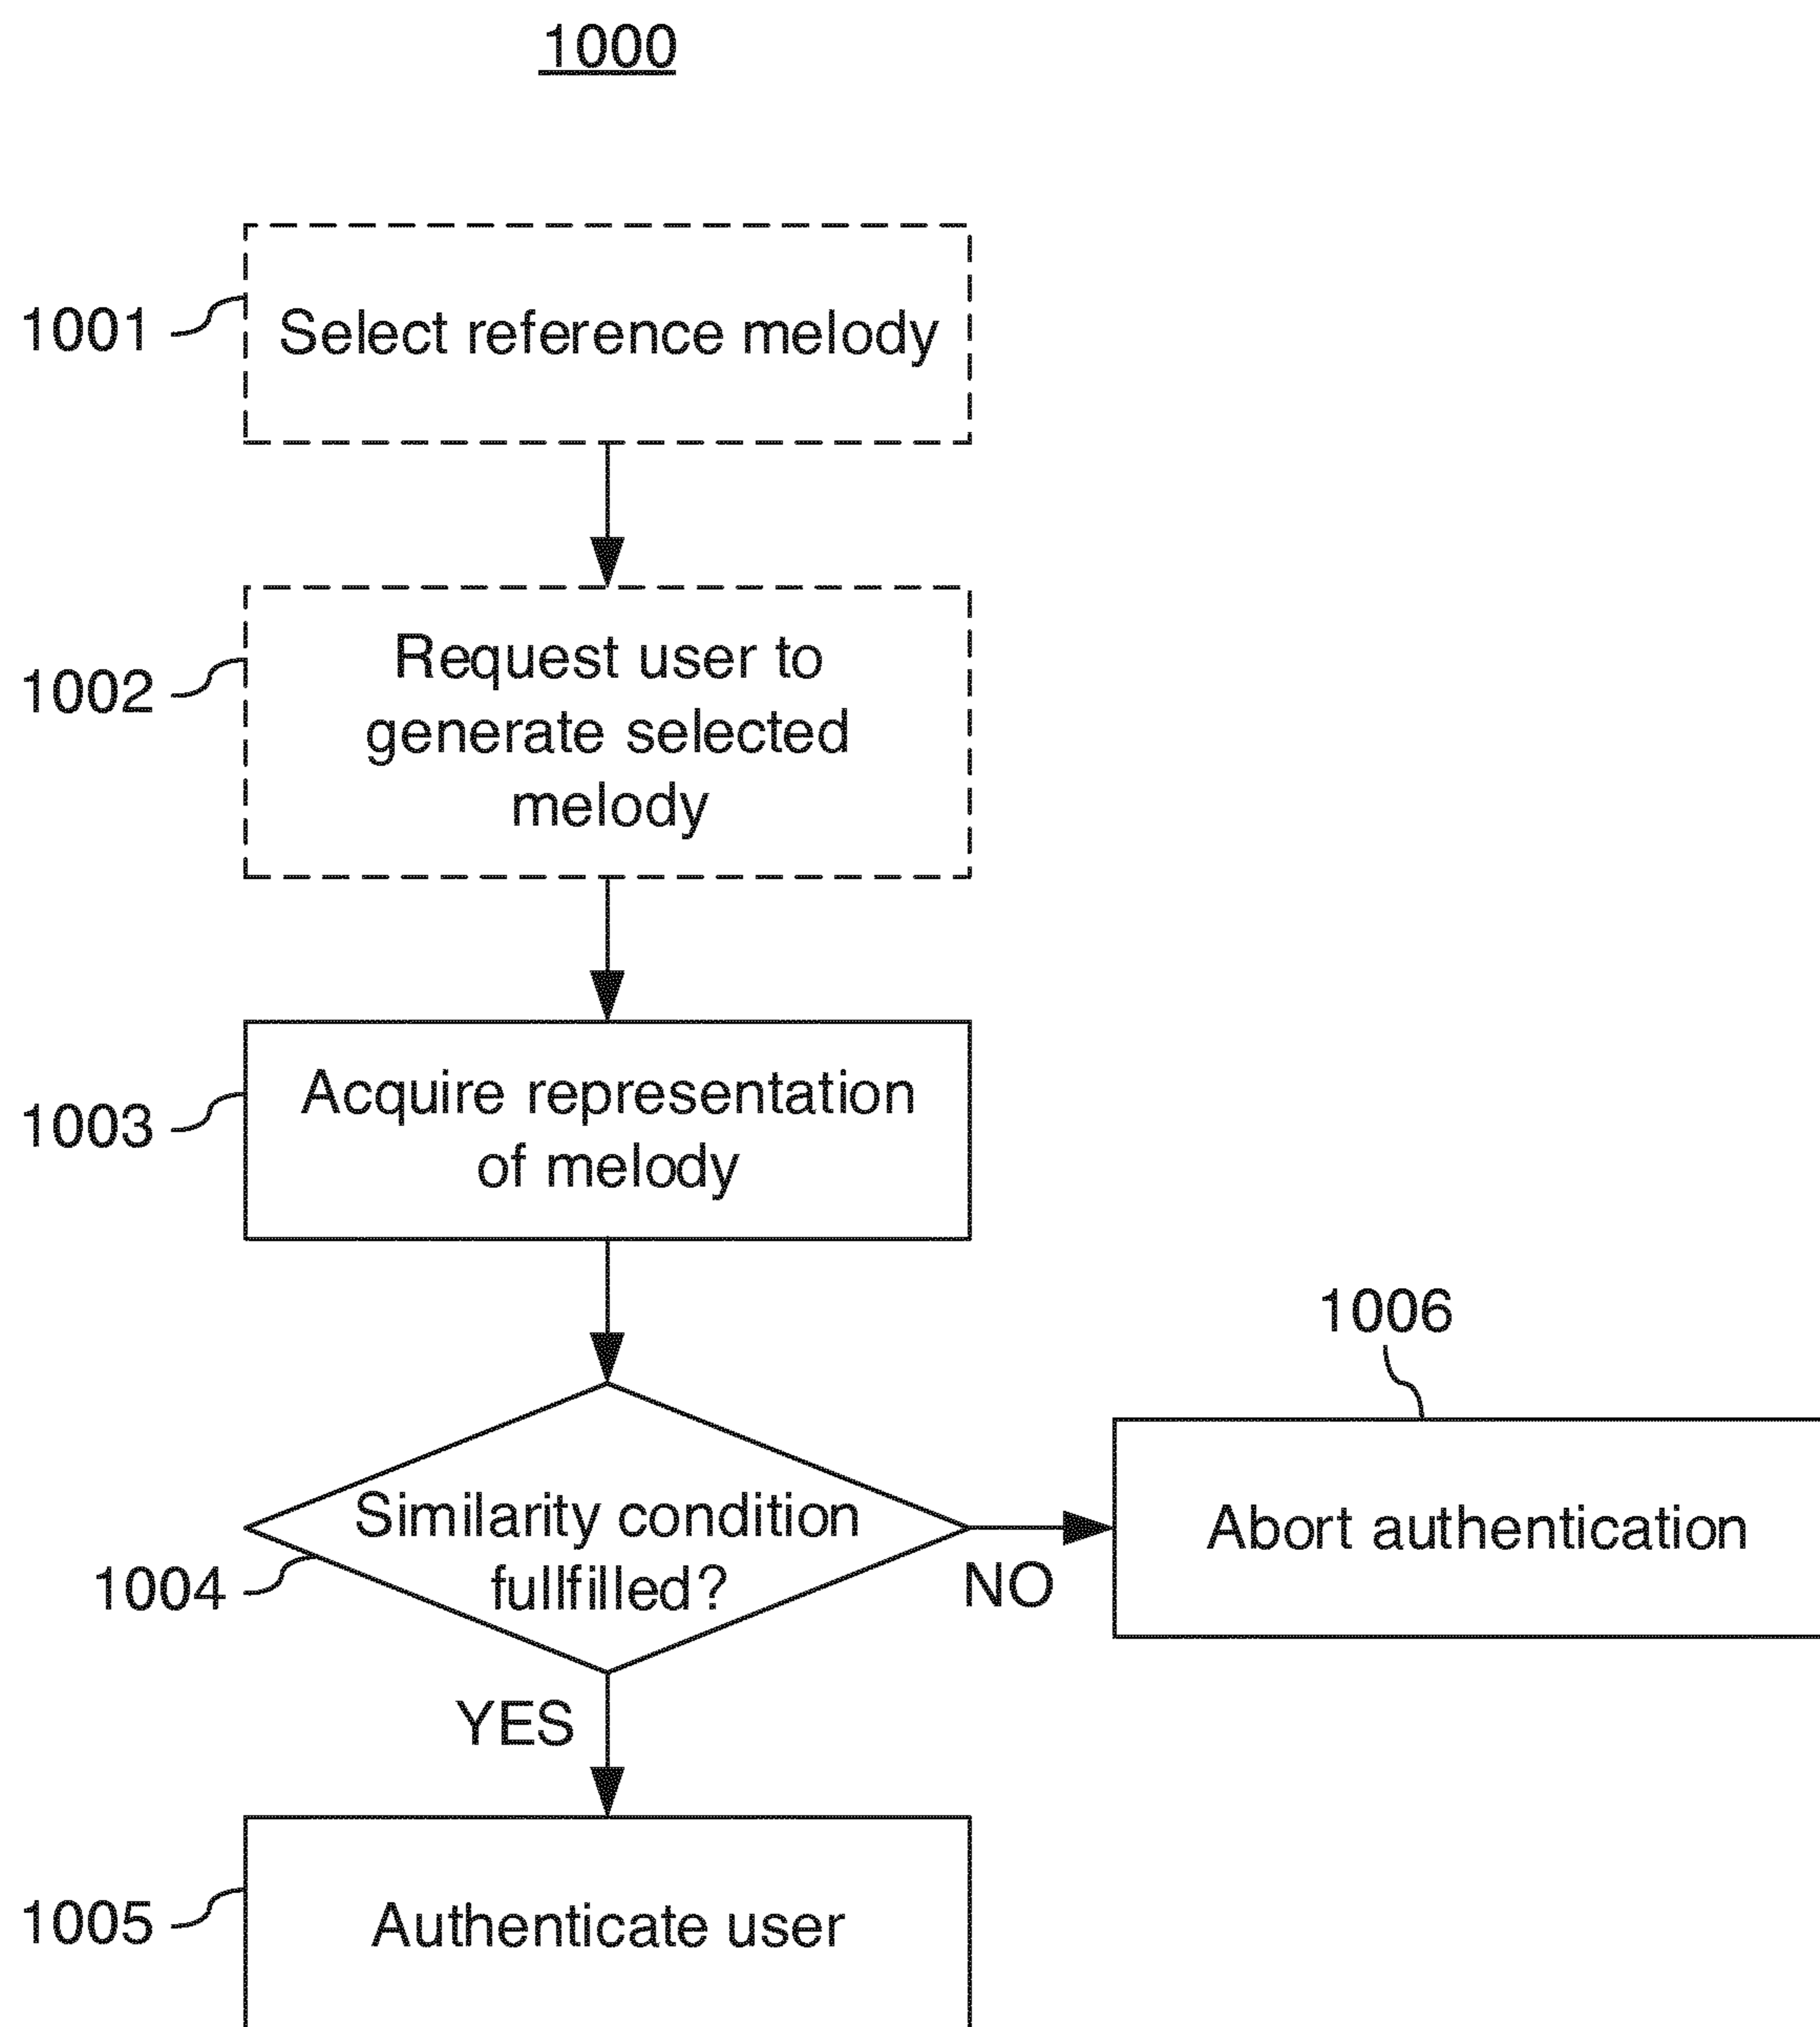 1000
1001
Select reference melody
1002
Request user to
generate selected
melody
1003
Acquire representation
of melody
1004
Similarity condition
fullfilled?
NO
1006
Abort authentication
YES
1005
Authenticate user